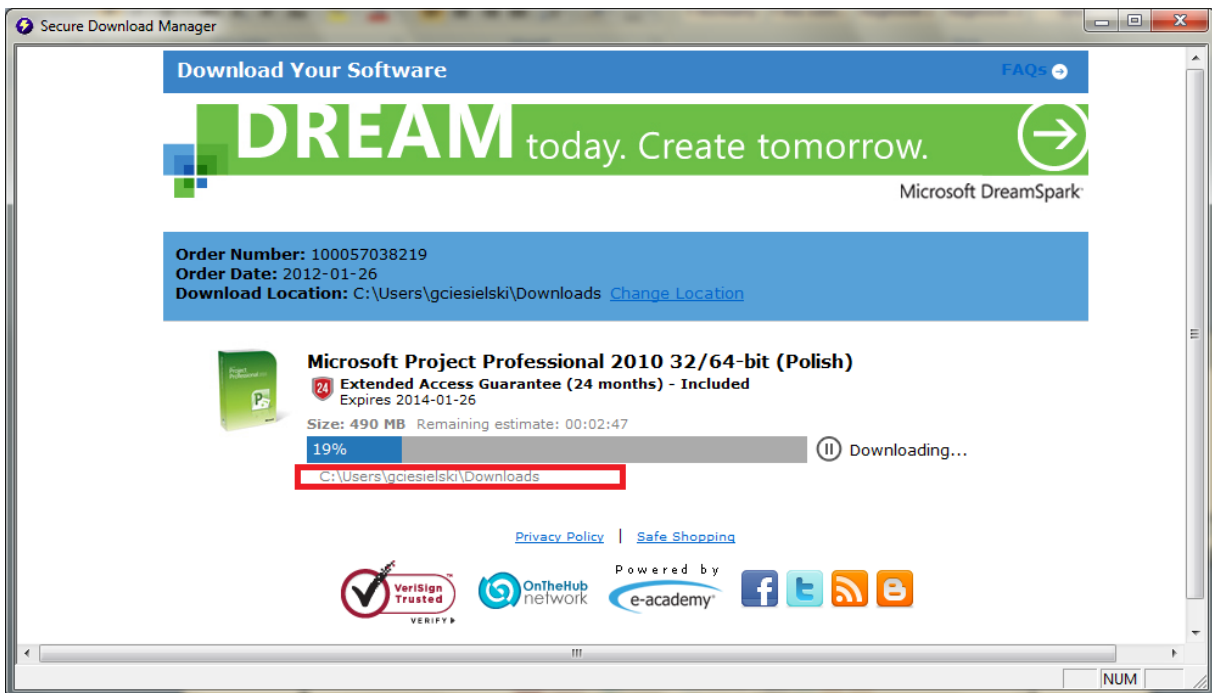 Secure Download Manager
Download Your Software
FAQs
DREAM today. Create tomorrow.
Microsoft DreamSpark
Order Number: 100057038219
Order Date: 2012-01-26
Download Location: C:\Users\gciesielski\Downloads Change Location
Microsoft Project Professional 2010 32/64-bit (Polish)
24 Extended Access Guarantee (24 months) - Included
Expires 2014-01-26
Size: 490 MB Remaining estimate: 00:02:47
19% Downloading...
C:\Users\gciesielski\Downloads
Privacy Policy | Safe Shopping
VeriSign
Trusted
VERIFY
OnTheHub
network
Powered by
e-academy
NUM